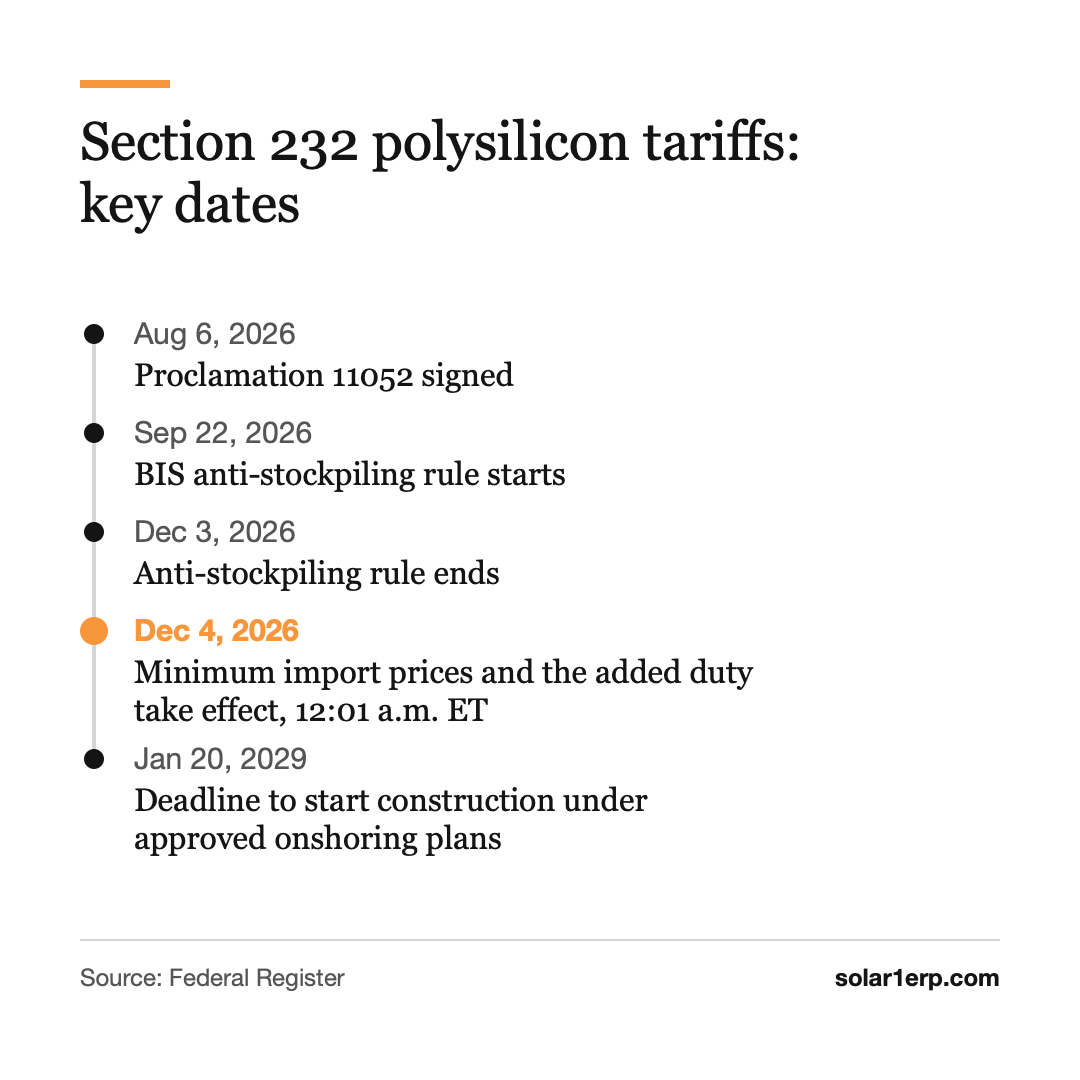 Section 232 polysilicon tariffs:
key dates
Aug 6, 2026
Proclamation 11052 signed
Sep 22, 2026
BIS anti-stockpiling rule starts
Dec 3, 2026
Anti-stockpiling rule ends
Dec 4, 2026
Minimum import prices and the added duty
take effect, 12:01 a.m. ET
Jan 20, 2029
Deadline to start construction under
approved onshoring plans
Source: Federal Register
solar1erp.com